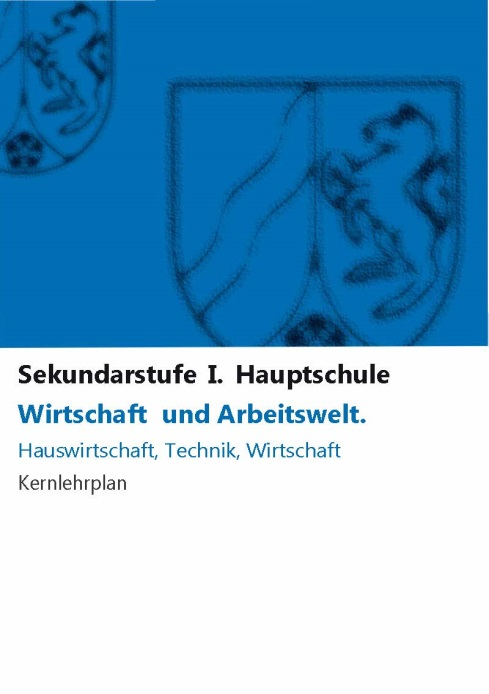 Sekundarstufe I. Hauptschule
Wirtschaft und Arbeitswelt.
Hauswirtschaft, Technik, Wirtschaft
Kernlehrplan